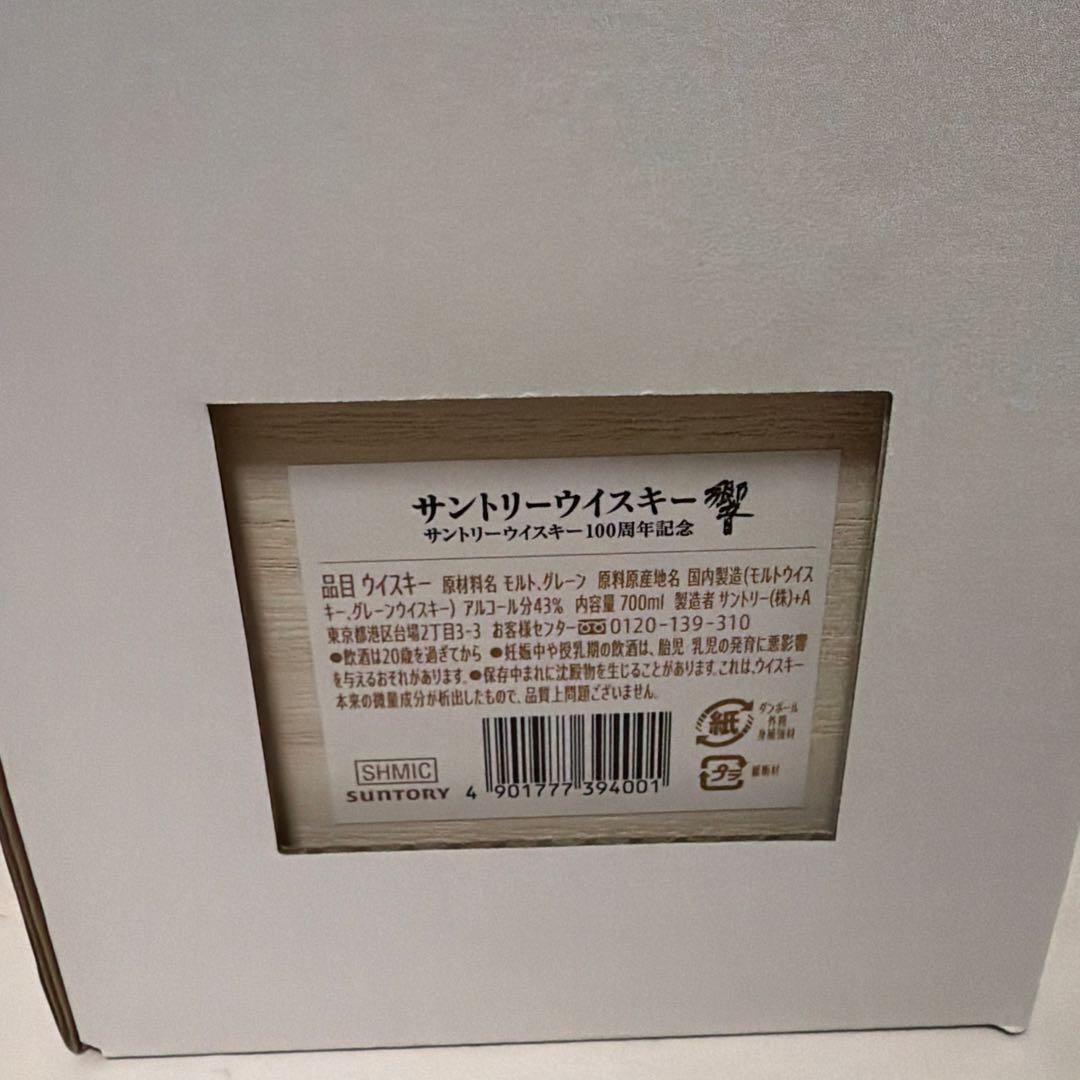 サントリーウイスキー 響
サントリーウイスキー100周年記念
品目 ウイスキー 原材料名 モルト、グレーン 原料原産地名 国内製造(モルトウイス
キー、グレーンウイスキー) アルコール分43% 内容量 700ml 製造者 サントリー(株)+A
東京都港区台場2丁目3-3 お客様センター 0120-139-310
●飲酒は20歳を過ぎてから ●妊娠中や授乳期の飲酒は、胎児 乳児の発育に悪影響
を与えるおそれがあります。●保存中まれに沈殿物を生じることがあります。これは、ウイスキー
本来の微量成分が析出したもので、品質上問題ございません。
紙
ダンボール
外箱
身補強材
プラ
緩衝材
SHMIC
SUNTORY
4 901777 394001